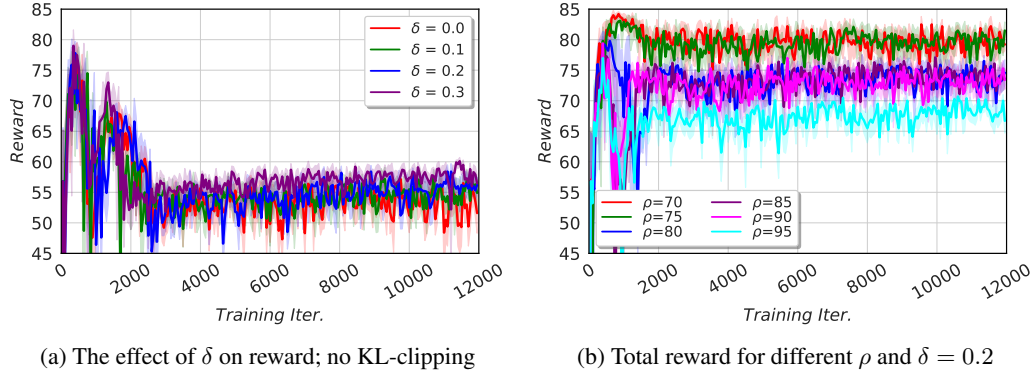 85
80
75
70
65
60
55
50
45
Reward
δ = 0.0
δ = 0.1
δ = 0.2
δ = 0.3
0
2000
4000
6000
8000
10000
12000
Training Iter.
(a) The effect of δ on reward; no KL-clipping
85
80
75
70
65
60
55
50
45
Reward
ρ=70
ρ=75
ρ=80
ρ=85
ρ=90
ρ=95
0
2000
4000
6000
8000
10000
12000
Training Iter.
(b) Total reward for different ρ and δ = 0.2